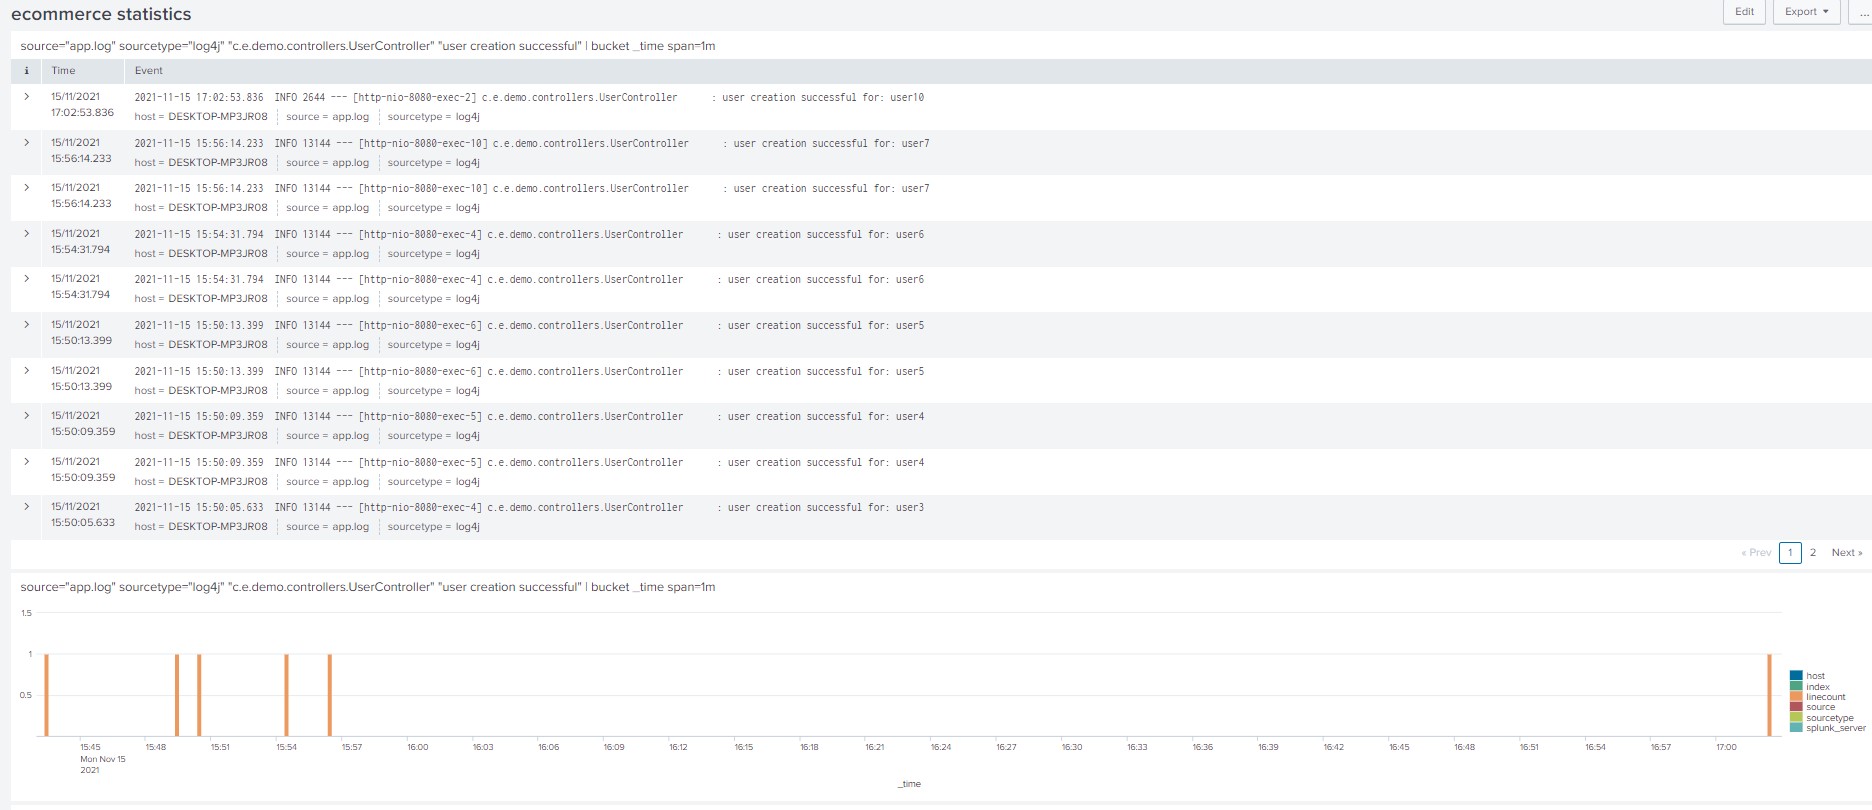 ecommerce statistics
Edit Export ▾ ...
source="app.log" sourcetype="log4j" "c.e.demo.controllers.UserController" "user creation successful" | bucket _time span=1m
i Time Event
15/11/2021 2021-11-15 17:02:53.836 INFO 2644 --- [http-nio-8080-exec-2] c.e.demo.controllers.UserController : user creation successful for: user10
17:02:53.836 host = DESKTOP-MP3JR08 source = app.log sourcetype = log4j
15/11/2021 2021-11-15 15:56:14.233 INFO 13144 --- [http-nio-8080-exec-10] c.e.demo.controllers.UserController : user creation successful for: user7
15:56:14.233 host = DESKTOP-MP3JR08 source = app.log sourcetype = log4j
15/11/2021 2021-11-15 15:56:14.233 INFO 13144 --- [http-nio-8080-exec-10] c.e.demo.controllers.UserController : user creation successful for: user7
15:56:14.233 host = DESKTOP-MP3JR08 source = app.log sourcetype = log4j
15/11/2021 2021-11-15 15:54:31.794 INFO 13144 --- [http-nio-8080-exec-4] c.e.demo.controllers.UserController : user creation successful for: user6
15:54:31.794 host = DESKTOP-MP3JR08 source = app.log sourcetype = log4j
15/11/2021 2021-11-15 15:54:31.794 INFO 13144 --- [http-nio-8080-exec-4] c.e.demo.controllers.UserController : user creation successful for: user6
15:54:31.794 host = DESKTOP-MP3JR08 source = app.log sourcetype = log4j
15/11/2021 2021-11-15 15:50:13.399 INFO 13144 --- [http-nio-8080-exec-6] c.e.demo.controllers.UserController : user creation successful for: user5
15:50:13.399 host = DESKTOP-MP3JR08 source = app.log sourcetype = log4j
15/11/2021 2021-11-15 15:50:13.399 INFO 13144 --- [http-nio-8080-exec-6] c.e.demo.controllers.UserController : user creation successful for: user5
15:50:13.399 host = DESKTOP-MP3JR08 source = app.log sourcetype = log4j
15/11/2021 2021-11-15 15:50:09.359 INFO 13144 --- [http-nio-8080-exec-5] c.e.demo.controllers.UserController : user creation successful for: user4
15:50:09.359 host = DESKTOP-MP3JR08 source = app.log sourcetype = log4j
15/11/2021 2021-11-15 15:50:09.359 INFO 13144 --- [http-nio-8080-exec-5] c.e.demo.controllers.UserController : user creation successful for: user4
15:50:09.359 host = DESKTOP-MP3JR08 source = app.log sourcetype = log4j
15/11/2021 2021-11-15 15:50:05.633 INFO 13144 --- [http-nio-8080-exec-4] c.e.demo.controllers.UserController : user creation successful for: user3
15:50:05.633 host = DESKTOP-MP3JR08 source = app.log sourcetype = log4j
« Prev 1 2 Next »
source="app.log" sourcetype="log4j" "c.e.demo.controllers.UserController" "user creation successful" | bucket _time span=1m
1.5
1
0.5
host
index
linecount
source
sourcetype
splunk_server
15:45 15:48 15:51 15:54 15:57 16:00 16:03 16:06 16:09 16:12 16:15 16:18 16:21 16:24 16:27 16:30 16:33 16:36 16:39 16:42 16:45 16:48 16:51 16:54 16:57 17:00
Mon Nov 15
2021
_time